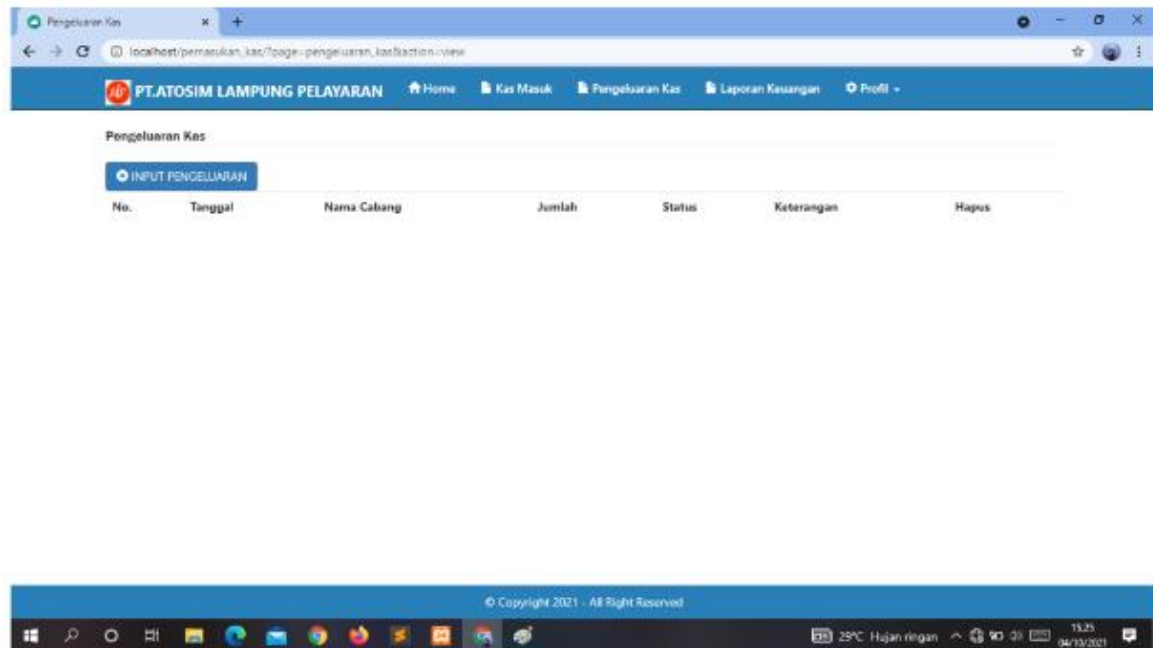 Pengeluaran Kas
localhost/pemasukan_kas/?page=pengeluaran_kas&action=view
PT.ATOSIM LAMPUNG PELAYARAN Home Kas Masuk Pengeluaran Kas Laporan Keuangan Profil
Pengeluaran Kas
INPUT PENGELUARAN
No. Tanggal Nama Cabang Jumlah Status Keterangan Hapus
© Copyright 2021 - All Right Reserved
29°C Hujan ringan 15.25
04/10/2021